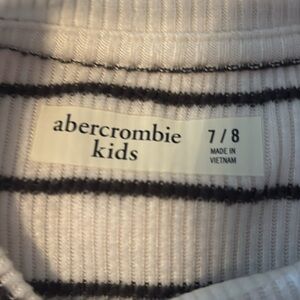 abercrombie
kids
7 / 8
MADE IN
VIETNAM